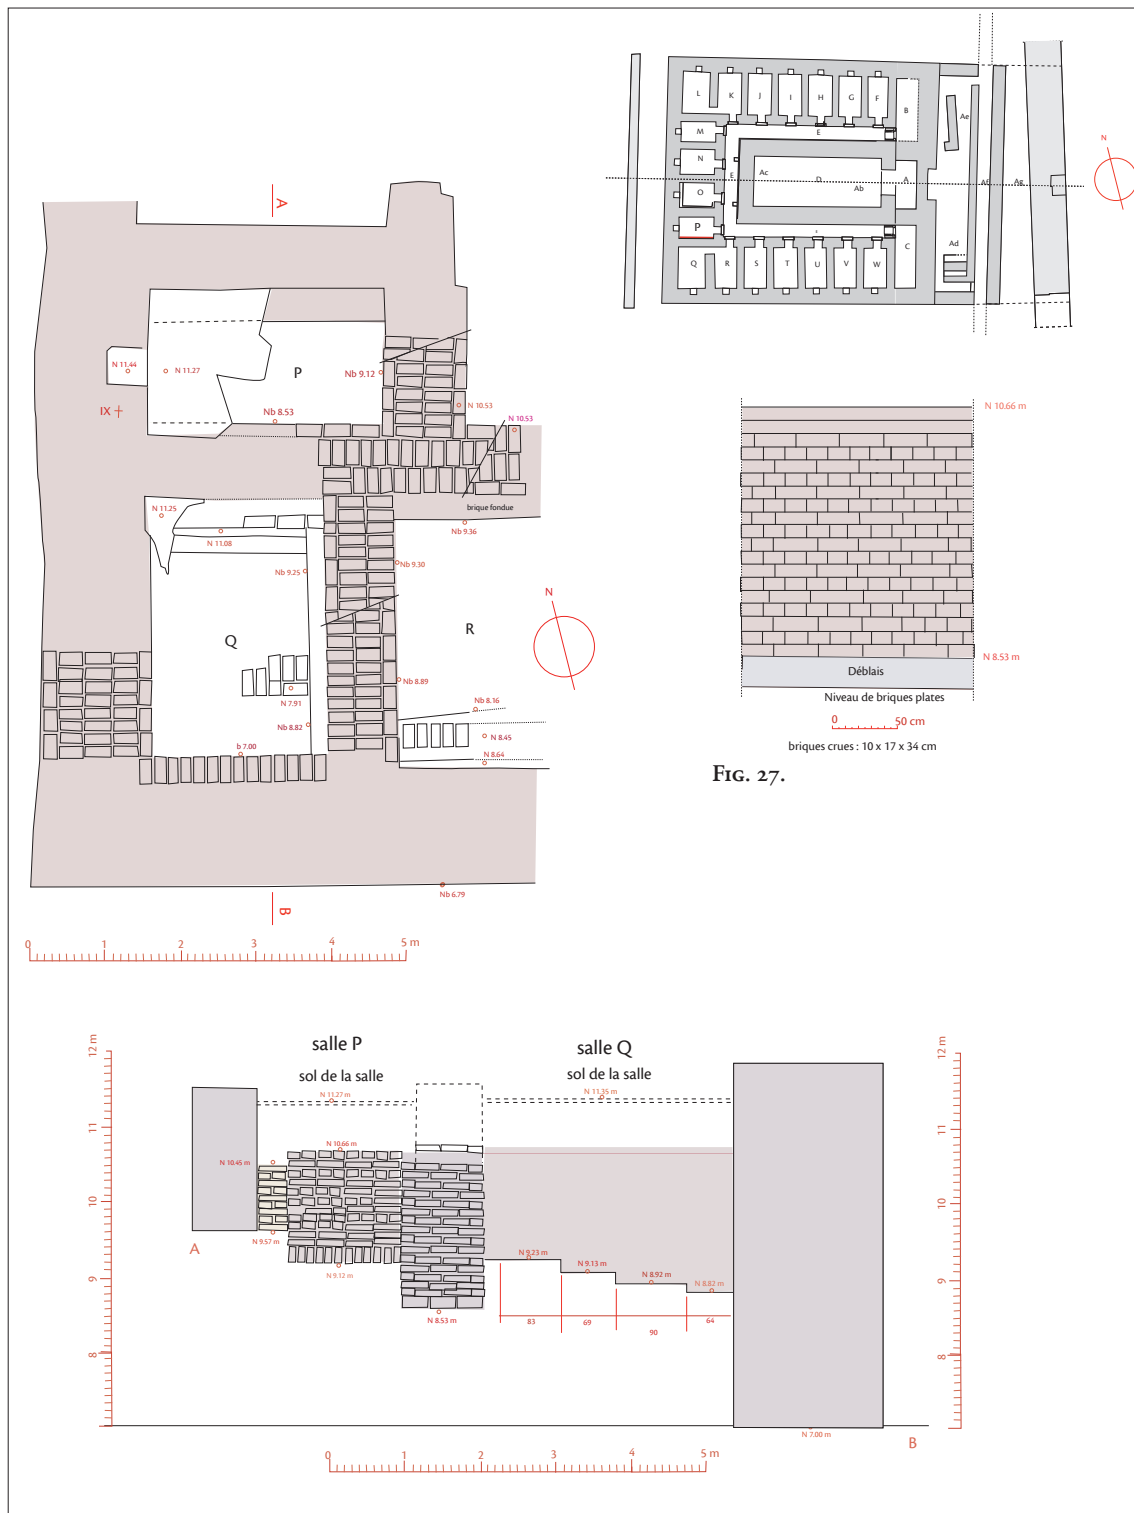 A
N 11.44
N 11.27
P
Nb 9.12
IX
Nb 8.53
N 10.53
N 10.53
N 11.25
N 11.08
brique fondue
Nb 9.36
Nb 9.25
Nb 9.30
Q
R
N
N 7.91
Nb 8.82
Nb 8.89
Nb 8.16
N 8.45
N 8.64
b 7.00
Nb 6.79
B
0 1 2 3 4 5 m
L K J I H G F B
M
N
O
P
Q R S T U V W C
E
E
Ac
D
Ab
A
Ae
Af
Ag
Ad
N
N 10.66 m
N 8.53 m
Déblais
Niveau de briques plates
0 50 cm
briques crues : 10 x 17 x 34 cm
Fig. 27.
salle P
sol de la salle
N 11.27 m
salle Q
sol de la salle
N 11.35 m
12 m
11
10
9
8
12 m
11
10
9
8
N 10.66 m
N 10.45 m
N 9.57 m
A
N 9.12 m
N 8.53 m
N 9.23 m
N 9.13 m
N 8.92 m
N 8.82 m
83
69
90
64
N 7.00 m
B
0 1 2 3 4 5 m